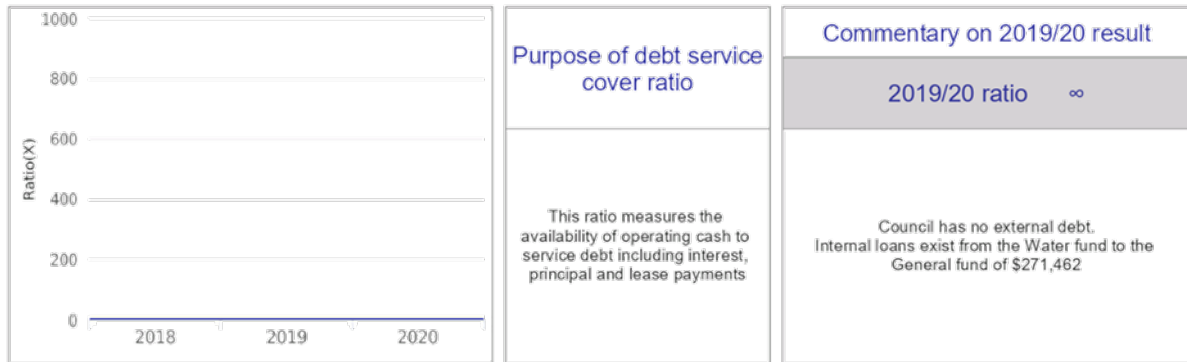 1000
800
600
400
200
0
Ratio(X)
2018 2019 2020
Purpose of debt service
cover ratio
This ratio measures the
availability of operating cash to
service debt including interest,
principal and lease payments
Commentary on 2019/20 result
2019/20 ratio ∞
Council has no external debt.
Internal loans exist from the Water fund to the
General fund of $271,462